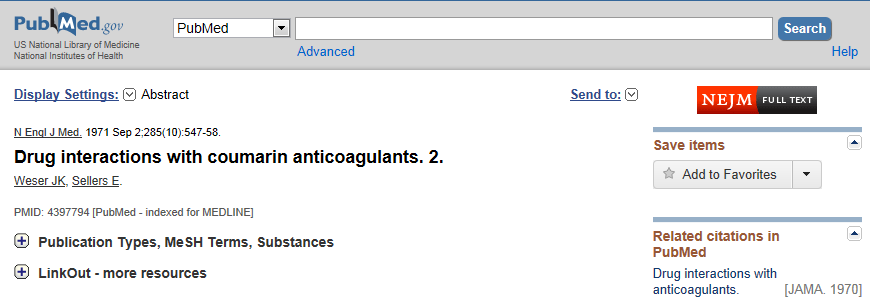 PubMed.gov
US National Library of Medicine
National Institutes of Health
PubMed
Search
Advanced
Help
Display Settings: Abstract
Send to:
NEJM FULL TEXT
N Engl J Med. 1971 Sep 2;285(10):547-58.
Drug interactions with coumarin anticoagulants. 2.
Weser JK, Sellers E.
PMID: 4397794 [PubMed - indexed for MEDLINE]
Publication Types, MeSH Terms, Substances
LinkOut - more resources
Save items
Add to Favorites
Related citations in
PubMed
Drug interactions with
anticoagulants. [JAMA. 1970]